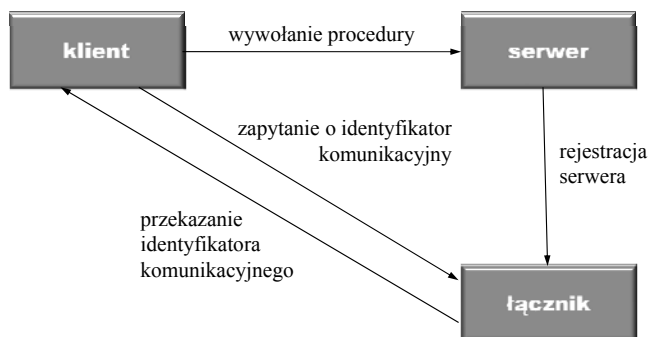 klient
wywołanie procedury
serwer
zapytanie o identyfikator
komunikacyjny
rejestracja
serwera
przekazanie
identyfikatora
komunikacyjnego
łącznik